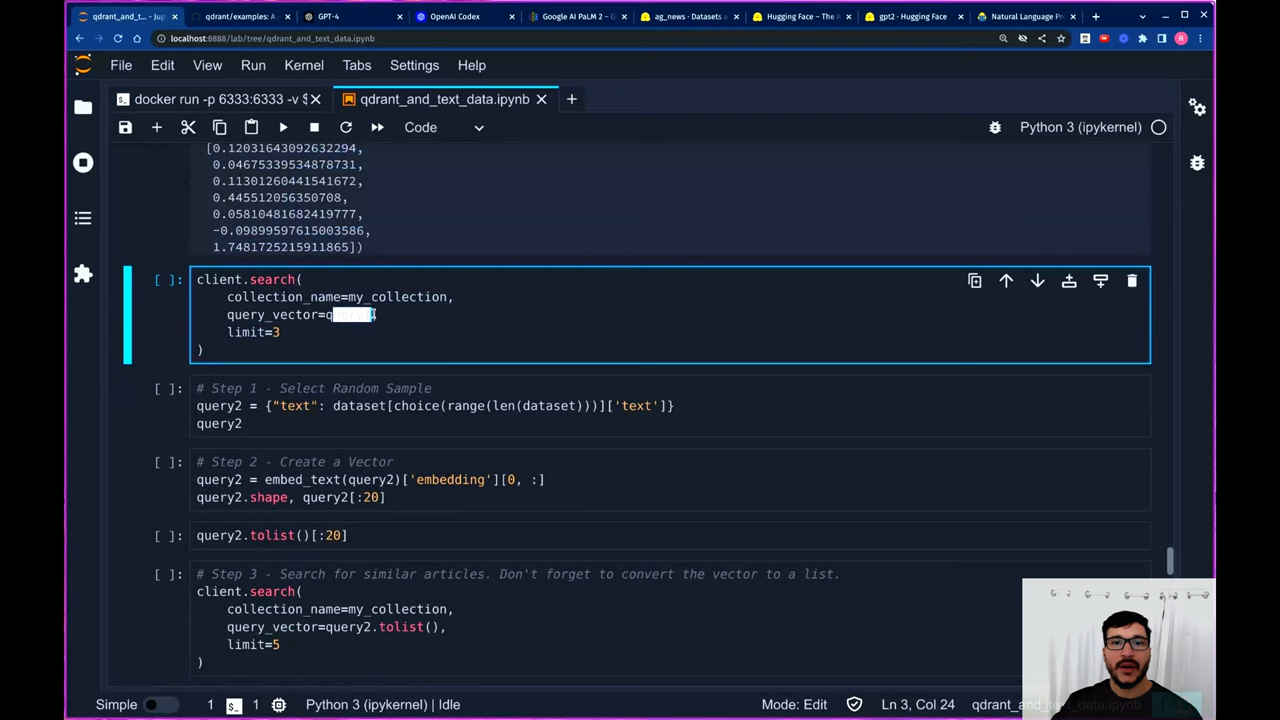 qdrant_and_t... - Jup
qdrant/examples: A
GPT-4
OpenAI Codex
Google AI PaLM 2 –
ag_news · Datasets a
Hugging Face – The A
gpt2 · Hugging Face
Natural Language Pro
localhost:8888/lab/tree/qdrant_and_text_data.ipynb
File Edit View Run Kernel Tabs Settings Help
docker run -p 6333:6333 -v $
qdrant_and_text_data.ipynb
Code
Python 3 (ipykernel)
[0.12031643092632294,
0.04675339534878731,
0.11301260441541672,
0.445512056350708,
0.05810481682419777,
-0.09899597615003586,
1.7481725215911865])
[ ]: client.search(
collection_name=my_collection,
limit=3
)
[ ]: # Step 1 - Select Random Sample
query2 = {"text": dataset[choice(range(len(dataset)))]['text']}
query2
[ ]: # Step 2 - Create a Vector
query2 = embed_text(query2)['embedding'][0, :]
query2.shape, query2[:20]
[ ]: query2.tolist()[:20]
[ ]: # Step 3 - Search for similar articles. Don't forget to convert the vector to a list.
client.search(
collection_name=my_collection,
query_vector=query2.tolist(),
limit=5
)
Simple 1 $_ 1 Python 3 (ipykernel) | Idle
Mode: Edit Ln 3, Col 24 qdrant_and_text_data.ipynb